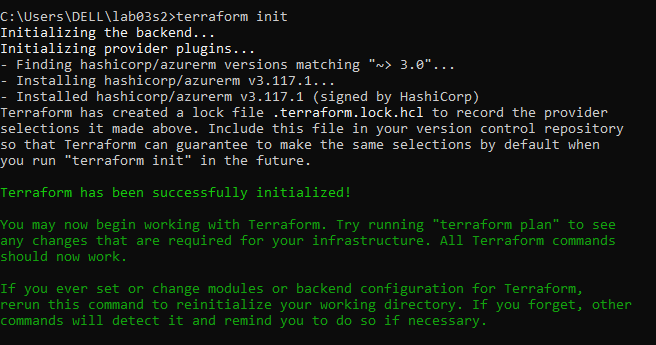 C:\Users\DELL\lab03s2>terraform init
Initializing the backend...
Initializing provider plugins...
- Finding hashicorp/azurerm versions matching "~> 3.0"...
- Installing hashicorp/azurerm v3.117.1...
- Installed hashicorp/azurerm v3.117.1 (signed by HashiCorp)
Terraform has created a lock file .terraform.lock.hcl to record the provider
selections it made above. Include this file in your version control repository
so that Terraform can guarantee to make the same selections by default when
you run "terraform init" in the future.
Terraform has been successfully initialized!
You may now begin working with Terraform. Try running "terraform plan" to see
any changes that are required for your infrastructure. All Terraform commands
should now work.
If you ever set or change modules or backend configuration for Terraform,
rerun this command to reinitialize your working directory. If you forget, other
commands will detect it and remind you to do so if necessary.